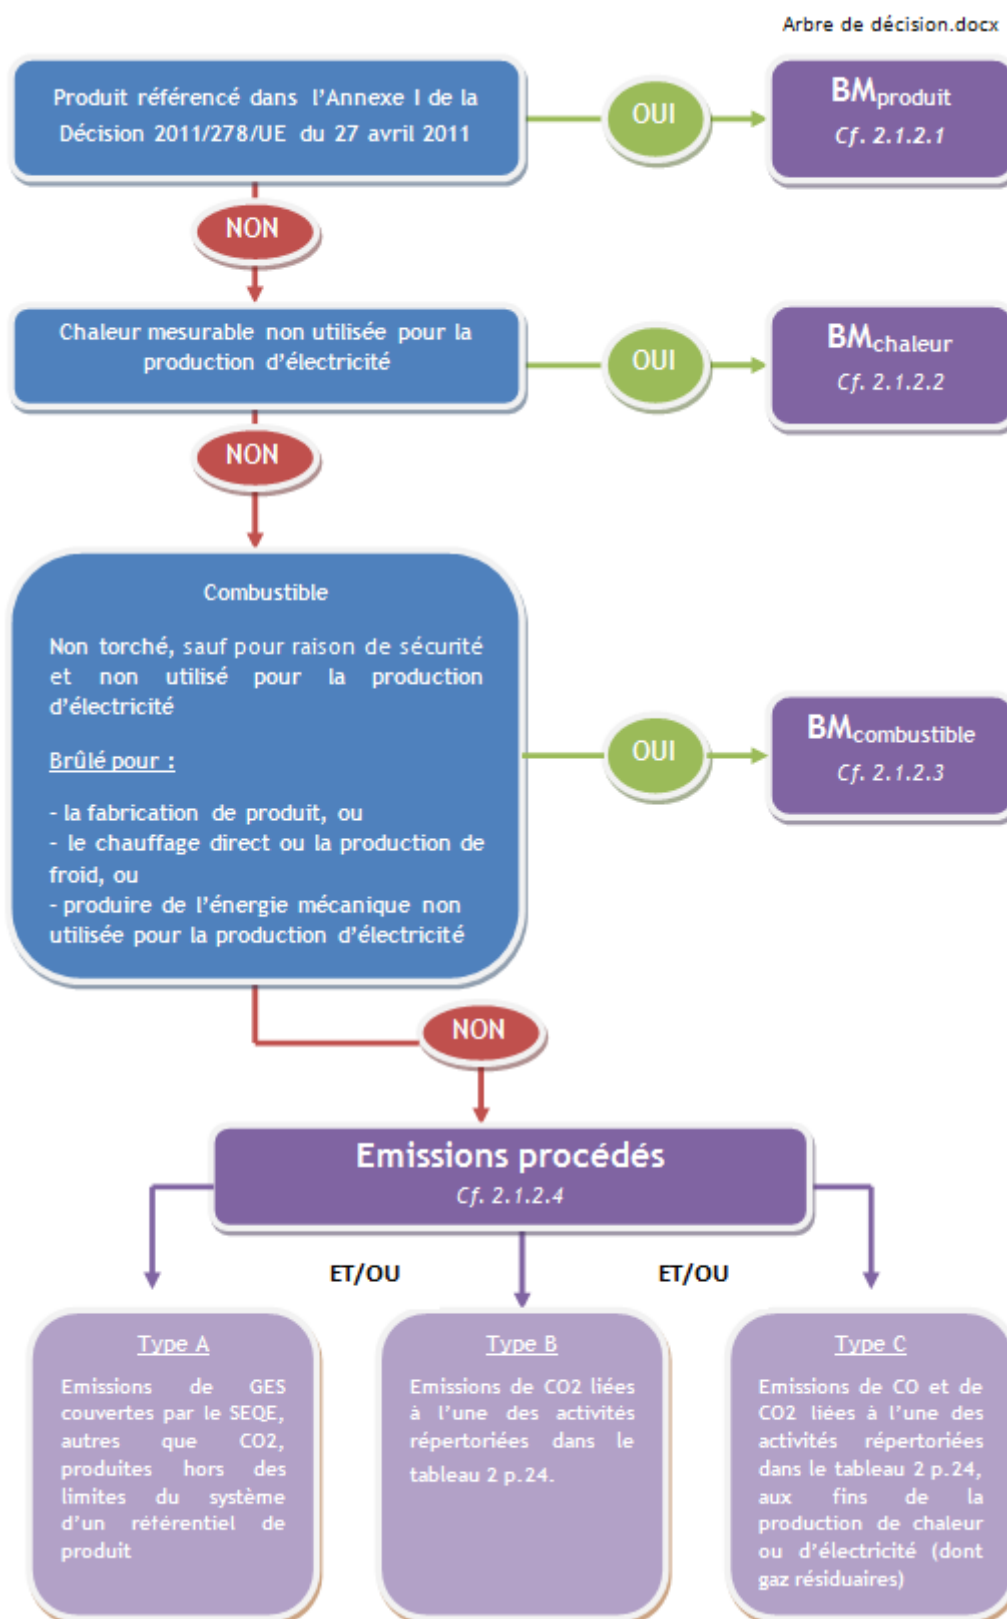 Arbre de décision.docx
Produit référencé dans l'Annexe I de la
Décision 2011/278/UE du 27 avril 2011
OUI
BMproduit
Cf. 2.1.2.1
NON
Chaleur mesurable non utilisée pour la
production d'électricité
OUI
BMchaleur
Cf. 2.1.2.2
NON
Combustible
Non torché, sauf pour raison de sécurité
et non utilisé pour la production
d'électricité
Brûlé pour :
- la fabrication de produit, ou
- le chauffage direct ou la production de
froid, ou
- produire de l'énergie mécanique non
utilisée pour la production d'électricité
OUI
BMcombustible
Cf. 2.1.2.3
NON
Emissions procédés
Cf. 2.1.2.4
ET/OU
ET/OU
Type A
Emissions de GES
couvertes par le SEQE,
autres que CO2,
produites hors des
limites du système
d'un référentiel de
produit
Type B
Emissions de CO2 liées
à l'une des activités
répertoriées dans le
tableau 2 p.24.
Type C
Emissions de CO et de
CO2 liées à l'une des
activités répertoriées
dans le tableau 2 p.24,
aux fins de la
production de chaleur
ou d'électricité (dont
gaz résiduaires)